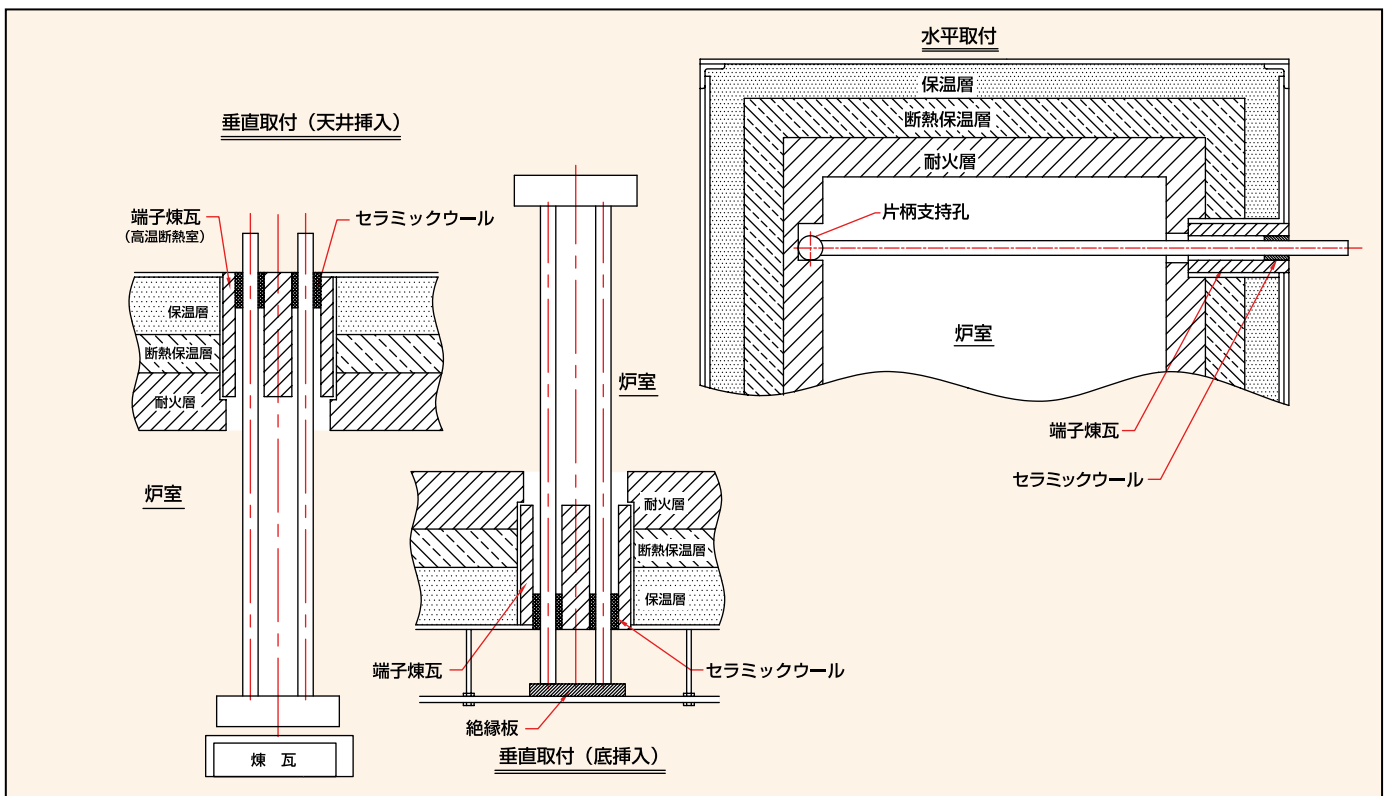 垂直取付（天井挿入）
端子煉瓦
（高温断熱室）
セラミックウール
保温層
断熱保温層
耐火層
炉室
煉　瓦
炉室
耐火層
断熱保温層
保温層
端子煉瓦
セラミックウール
絶縁板
垂直取付（底挿入）
水平取付
保温層
断熱保温層
耐火層
片柄支持孔
炉室
端子煉瓦
セラミックウール